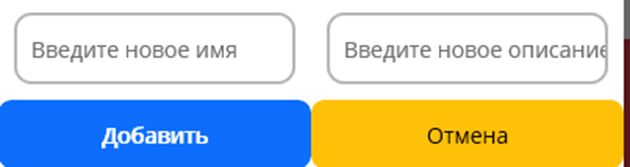 Введите новое имя
Введите новое описание
Добавить
Отмена